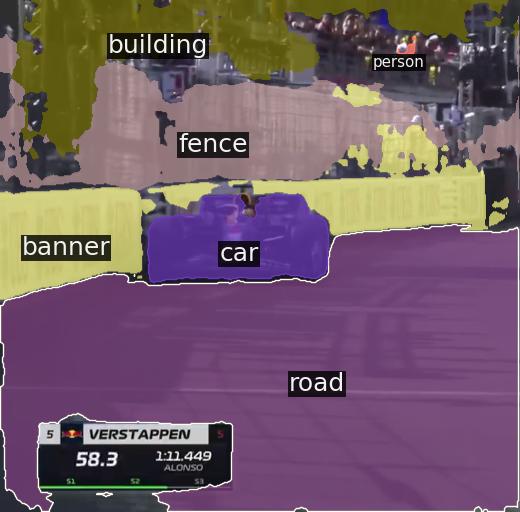 building
person
fence
banner
car
road
5 VERSTAPPEN 5
58.3 1:11.449
ALONSO
S1 S2 S3